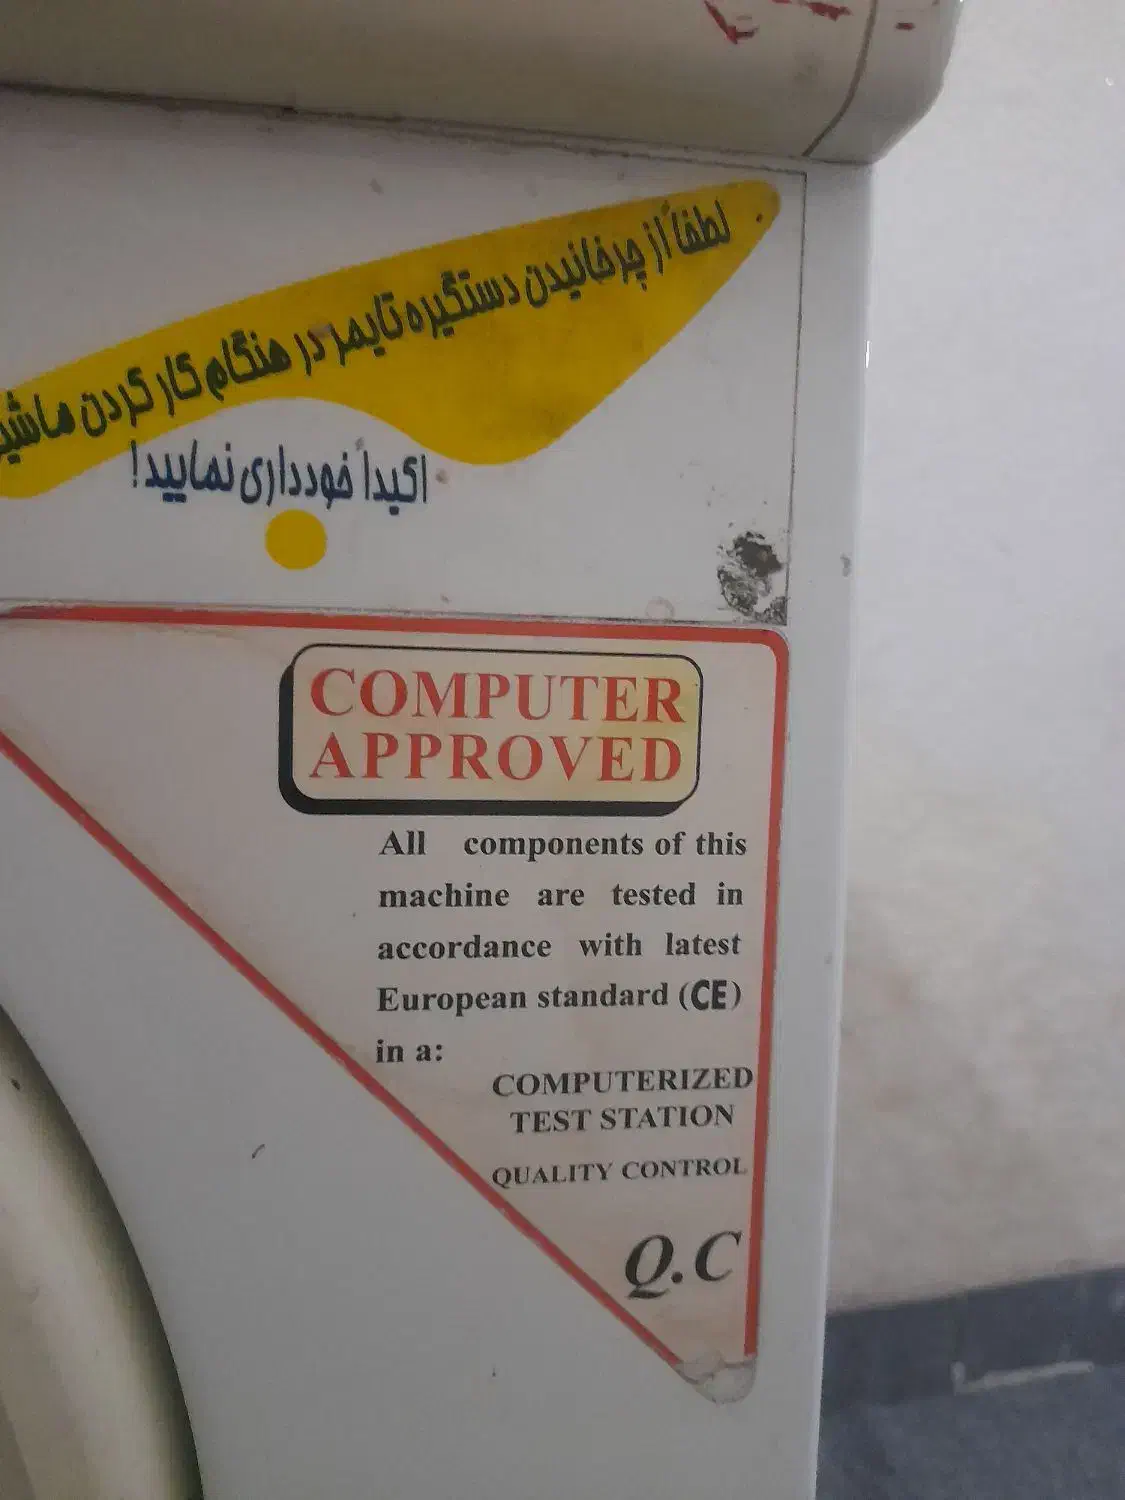 لطفاً از چرخانیدن دستگیره تایمر در هنگام کار کردن
اکیداً خودداری نمایید!
COMPUTER
APPROVED
All components of this
machine are tested in
accordance with latest
European standard (CE)
in a:
COMPUTERIZED
TEST STATION
QUALITY CONTROL
Q.C